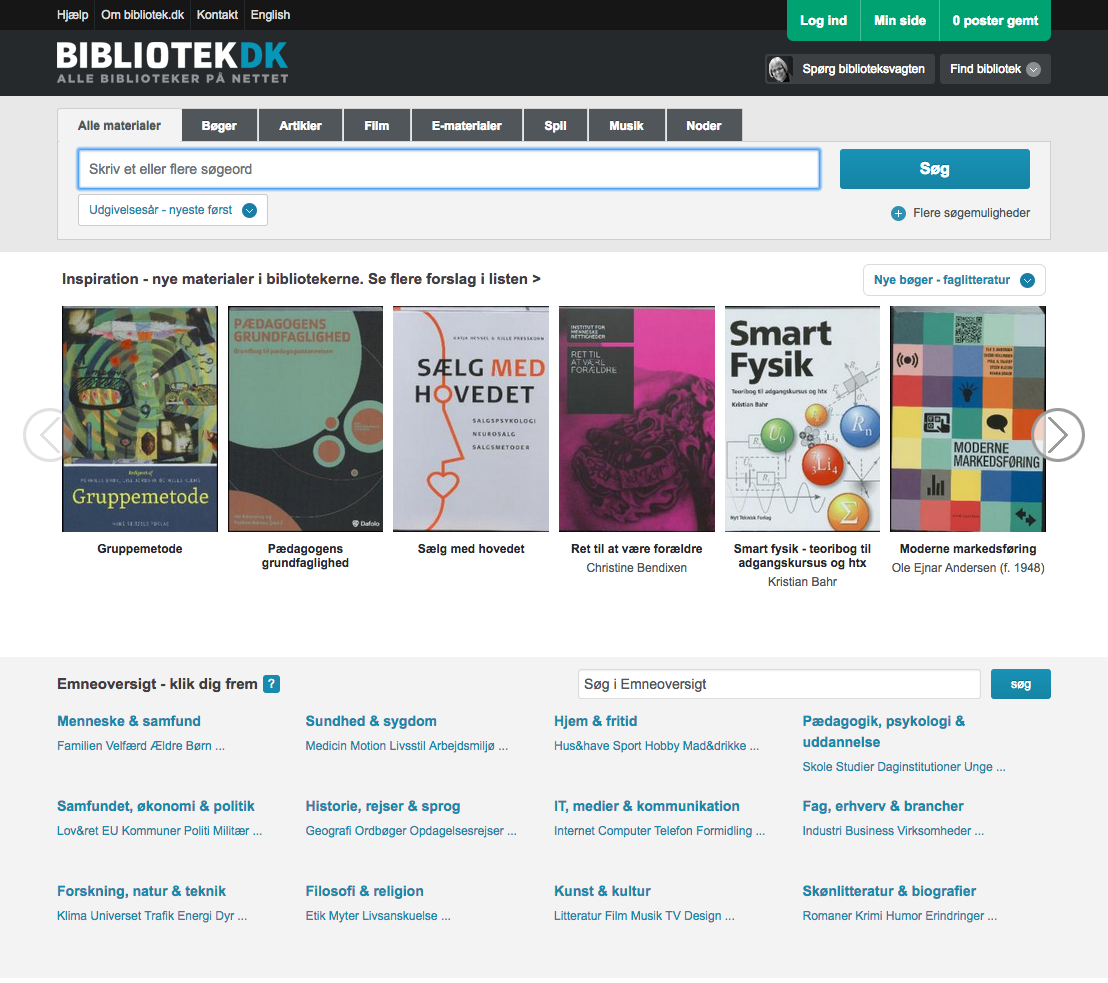 Hjælp Om bibliotek.dk Kontakt English
Log ind Min side 0 poster gemt
BIBLIOTEKDK
ALLE BIBLIOTEKER PÅ NETTET
Spørg biblioteksvagten Find bibliotek
Alle materialer Bøger Artikler Film E-materialer Spil Musik Noder
Skriv et eller flere søgeord
Søg
Udgivelsesår - nyeste først
+ Flere søgemuligheder
Inspiration - nye materialer i bibliotekerne. Se flere forslag i listen >
Nye bøger - faglitteratur
Gruppemetode
HANS REITZELS FORLAG
PÆDAGOGENS
GRUNDFAGLIGHED
Grundbog til pædagoguddannelsen
Dafolo
KATJA HESSEL & GILLE PRESSKORN
SÆLG MED
HOVEDET
SALGSPSYKOLOGI
NEUROSALG
SALGSMETODER
INSTITUT FOR
MENNESKE
RETTIGHEDER
RET TIL
AT VÆRE
FORÆLDRE
Smart
Fysik
Teoribog til adgangskursus og htx
Kristian Bahr
Nyt Teknisk Forlag
MODERNE
MARKEDSFØRING
Gruppemetode
Pædagogens
grundfaglighed
Sælg med hovedet
Ret til at være forældre
Christine Bendixen
Smart fysik - teoribog til
adgangskursus og htx
Kristian Bahr
Moderne markedsføring
Ole Ejnar Andersen (f. 1948)
Emneoversigt - klik dig frem ?
Søg i Emneoversigt
søg
Menneske & samfund
Familien Velfærd Ældre Børn ...
Sundhed & sygdom
Medicin Motion Livsstil Arbejdsmiljø ...
Hjem & fritid
Hus&have Sport Hobby Mad&drikke ...
Pædagogik, psykologi &
uddannelse
Skole Studier Daginstitutioner Unge ...
Samfundet, økonomi & politik
Lov&ret EU Kommuner Politi Militær ...
Historie, rejser & sprog
Geografi Ordbøger Opdagelsesrejser ...
IT, medier & kommunikation
Internet Computer Telefon Formidling ...
Fag, erhverv & brancher
Industri Business Virksomheder ...
Forskning, natur & teknik
Klima Universet Trafik Energi Dyr ...
Filosofi & religion
Etik Myter Livsanskuelse ...
Kunst & kultur
Litteratur Film Musik TV Design ...
Skønlitteratur & biografier
Romaner Krimi Humor Erindringer ...